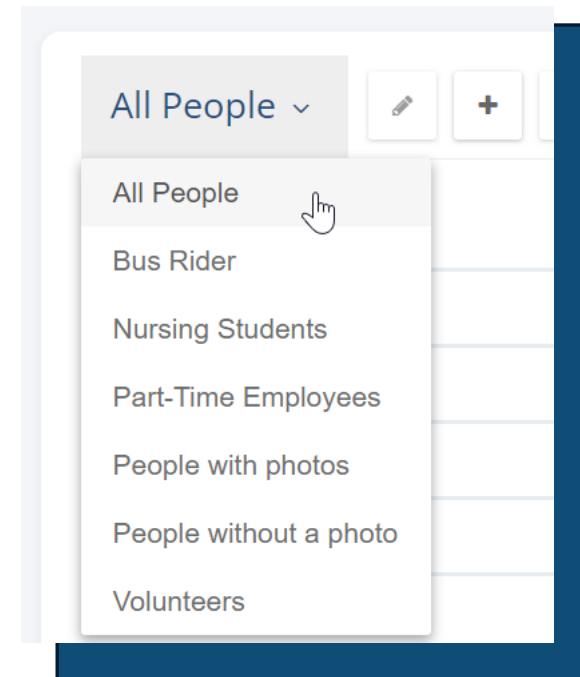 All People
All People
Bus Rider
Nursing Students
Part-Time Employees
People with photos
People without a photo
Volunteers